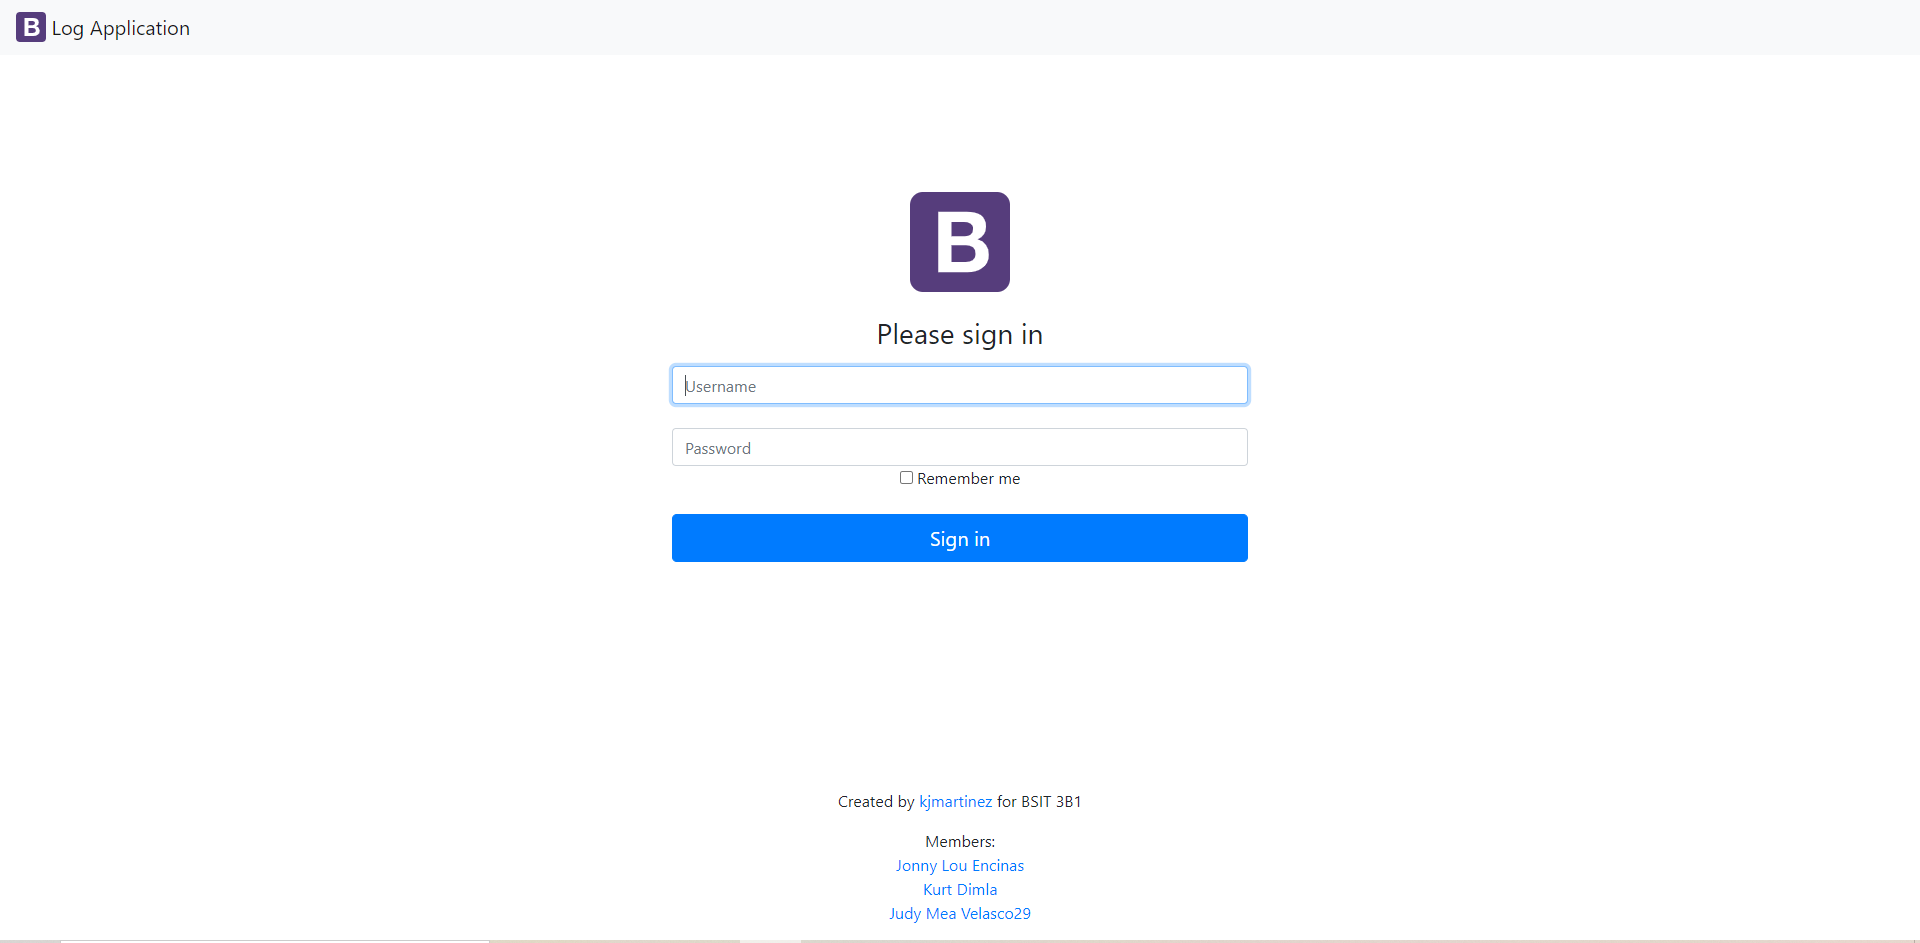 B Log Application
B
Please sign in
Username
Password
Remember me
Sign in
Created by kjmartinez for BSIT 3B1
Members:
Jonny Lou Encinas
Kurt Dimla
Judy Mea Velasco29